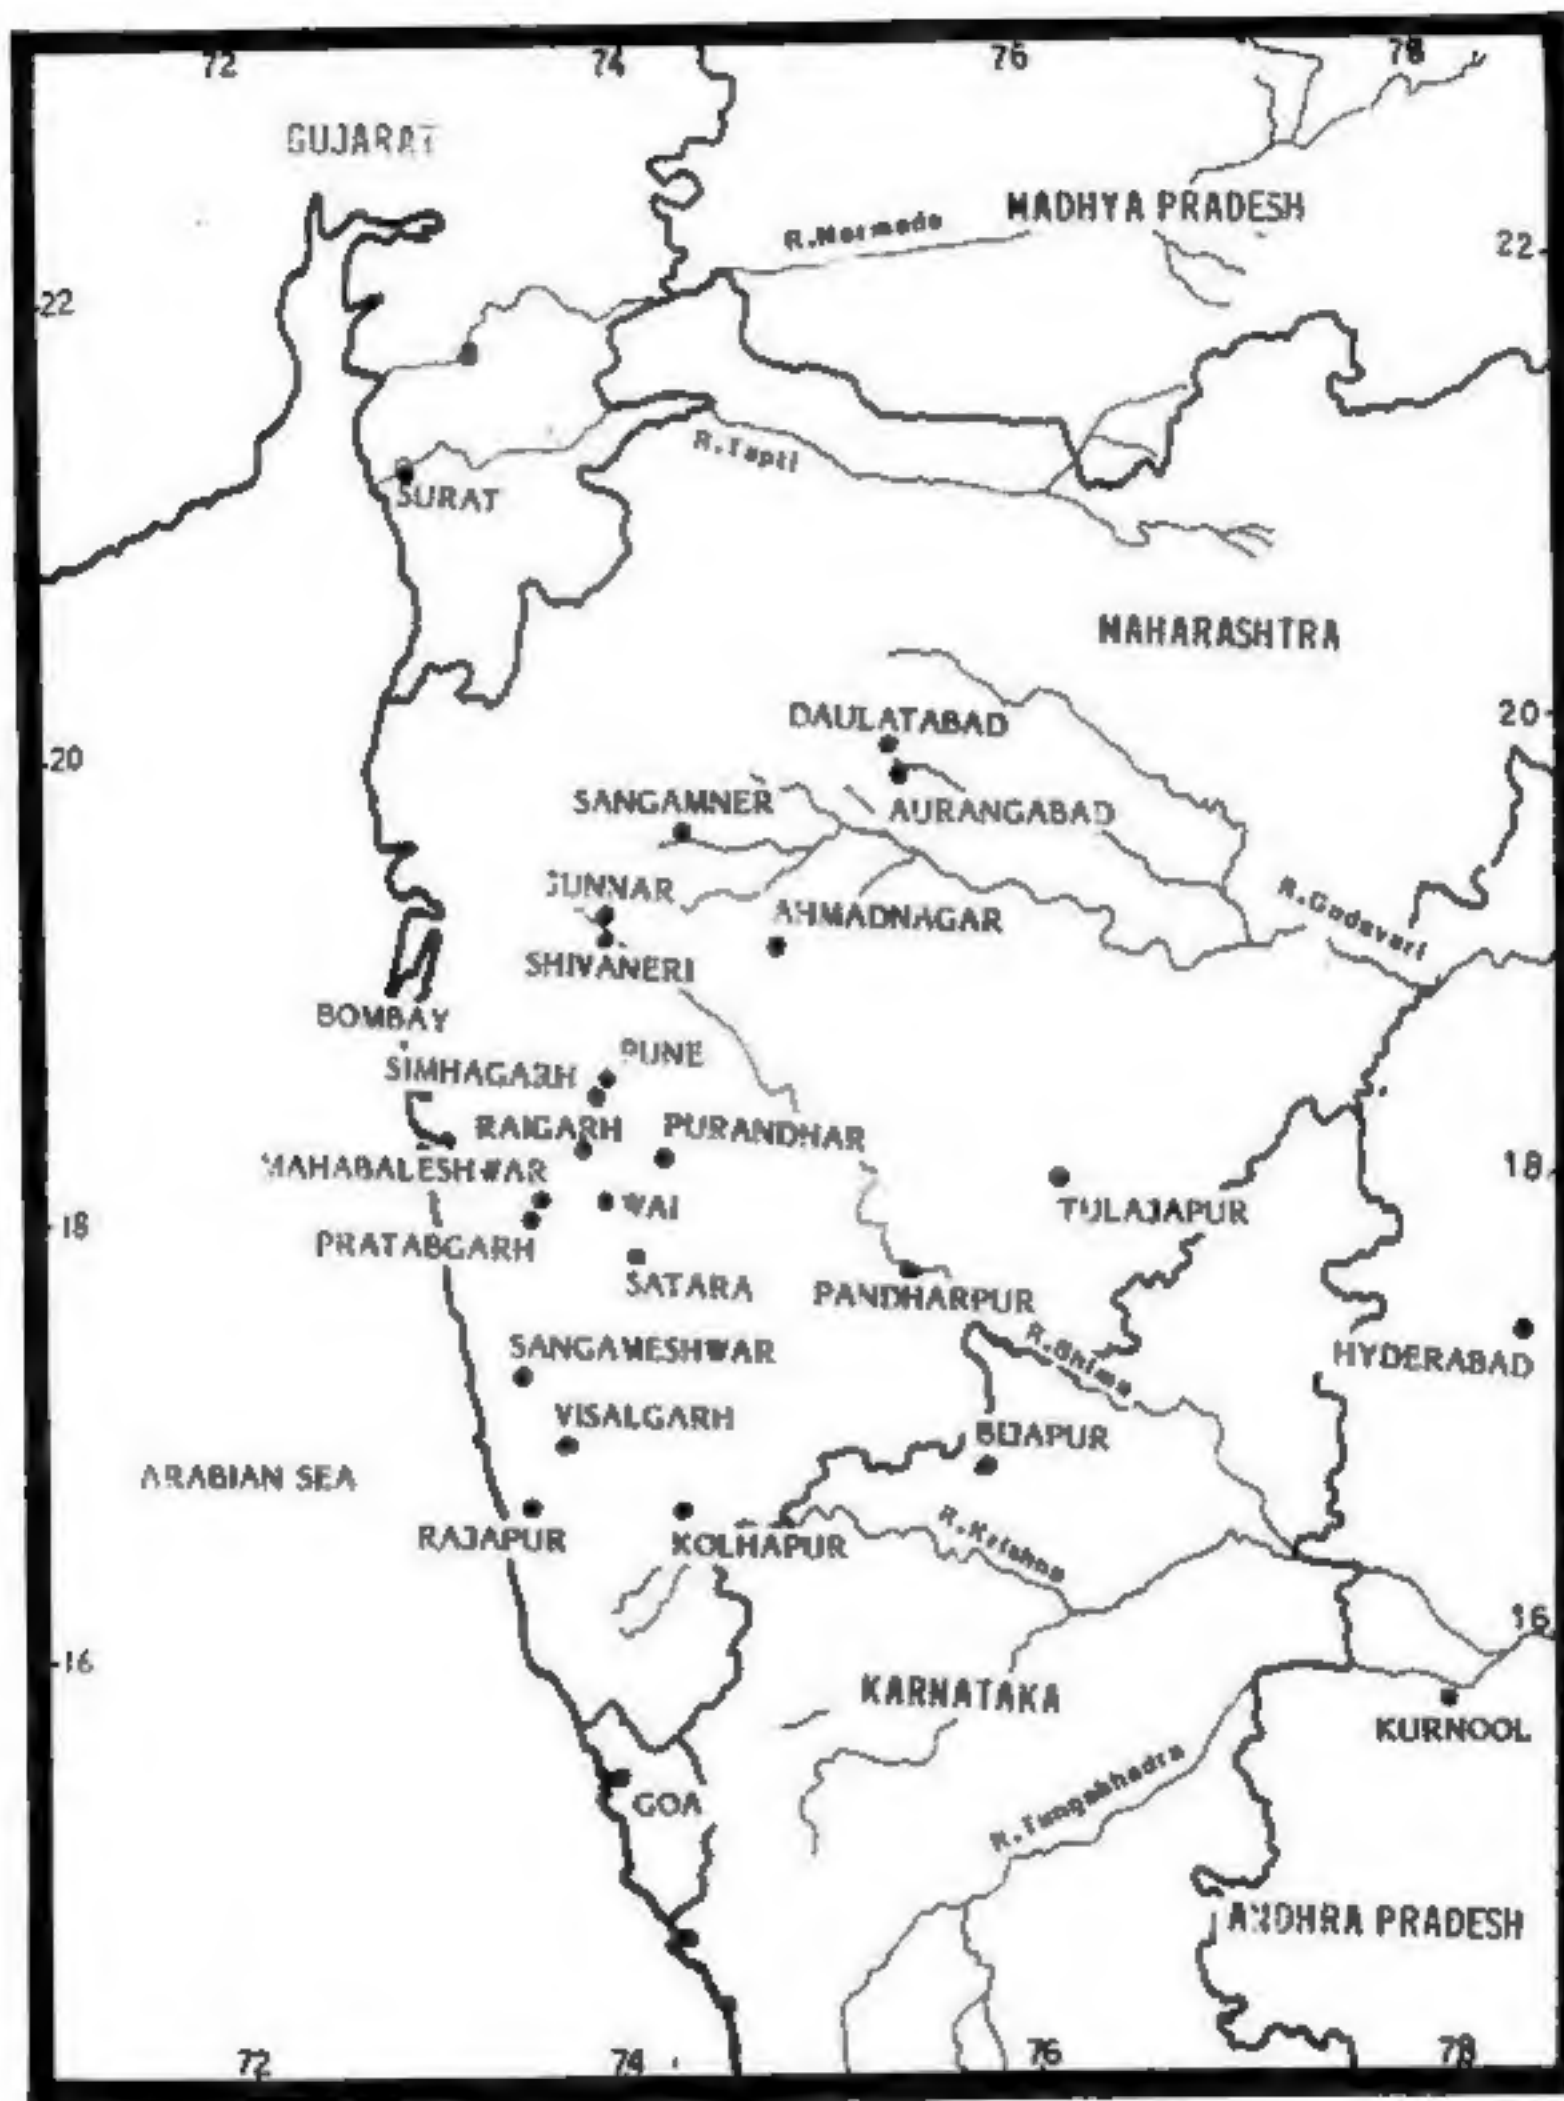 72 74 76 78
GUJARAT
MADHYA PRADESH
R.Narmada
22
22
R.Tapti
SURAT
MAHARASHTRA
20
DAULATABAD
20
SANGAMNER
AURANGABAD
JUNNAR
AHMADNAGAR
R.Godavari
SHIVANERI
BOMBAY
PUNE
SIMHAGARH
RAIGARH
PURANDHAR
MAHABALESHWAR
18
WAI
TULAJAPUR
18
PRATABGARH
SATARA
PANDHARPUR
SANGAMESHWAR
R.Bhima
HYDERABAD
VISALGARH
BIJAPUR
ARABIAN SEA
RAJAPUR
KOLHAPUR
R.Krishna
16
16
KARNATAKA
KURNOOL
GOA
R.Tungabhadra
ANDHRA PRADESH
72 74 76 78